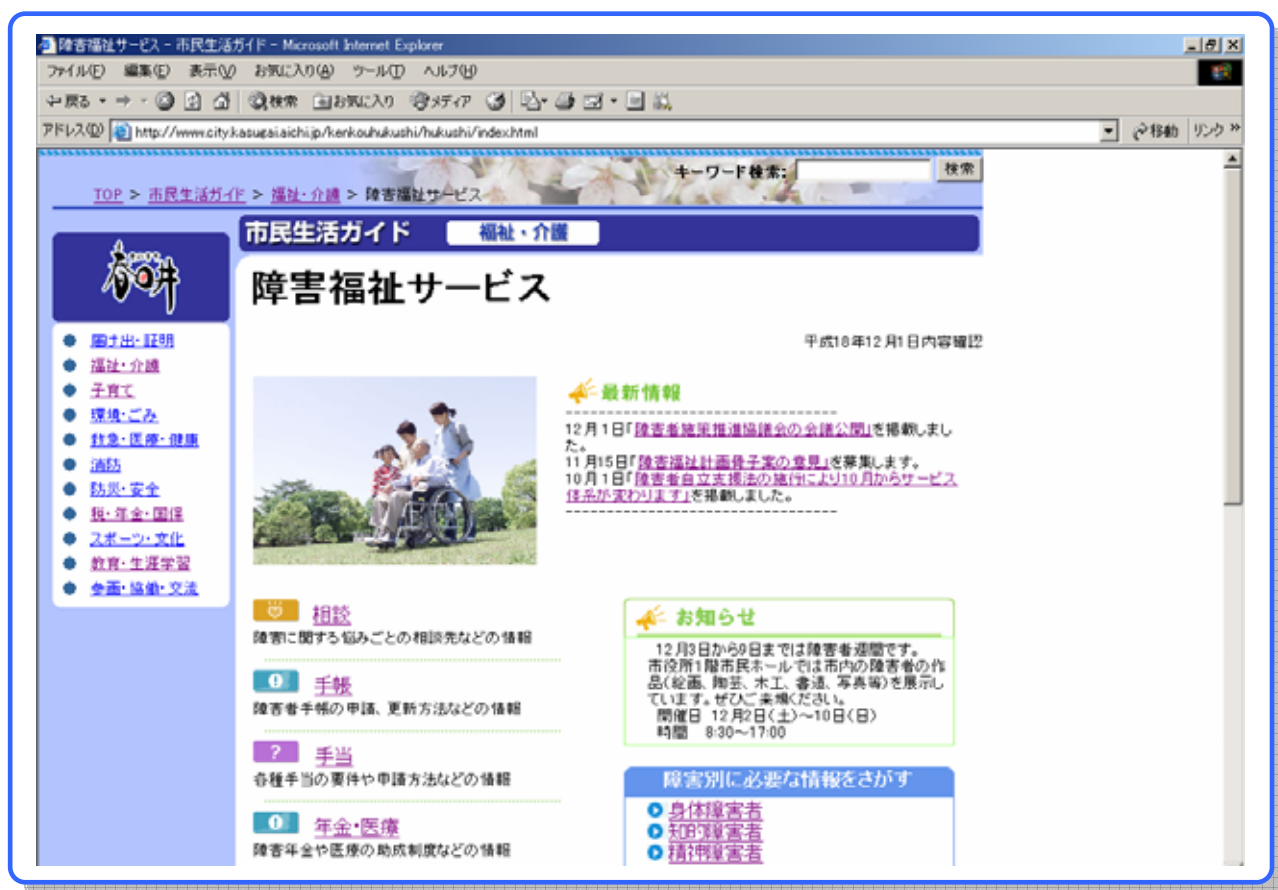 障害福祉サービス - 市民生活ガイド - Microsoft Internet Explorer
ファイル(F) 編集(E) 表示(V) お気に入り(A) ツール(T) ヘルプ(H)
戻る 検索 お気に入り メディア
アドレス(D) http://www.city.kasugai.aichi.jp/kenkouhukushi/hukushi/index.html 移動 リンク »
キーワード検索: 検索
TOP > 市民生活ガイド > 福祉・介護 > 障害福祉サービス
市民生活ガイド 福祉・介護
春日井
障害福祉サービス
平成18年12月1日内容確認
届け出・証明
福祉・介護
子育て
環境・ごみ
救急・医療・健康
消防
防災・安全
税・年金・国保
スポーツ・文化
教育・生涯学習
参画・協働・交流
最新情報
12月1日「障害者施策推進協議会の会議公開」を掲載しまし
た。
11月15日「障害福祉計画骨子案の意見」を募集します。
10月1日「障害者自立支援法の施行により10月からサービス
体系が変わります」を掲載しました。
相談
障害に関する悩みごとの相談先などの情報
手帳
障害者手帳の申請、更新方法などの情報
手当
各種手当の要件や申請方法などの情報
年金・医療
障害年金や医療の助成制度などの情報
お知らせ
12月3日から9日までは障害者週間です。
市役所1階市民ホールでは市内の障害者の作
品(絵画、陶芸、木工、書道、写真等)を展示し
ています。ぜひご来場ください。
開催日 12月2日(土)~10日(日)
時間 8:30~17:00
障害別に必要な情報をさがす
身体障害者
知的障害者
精神障害者